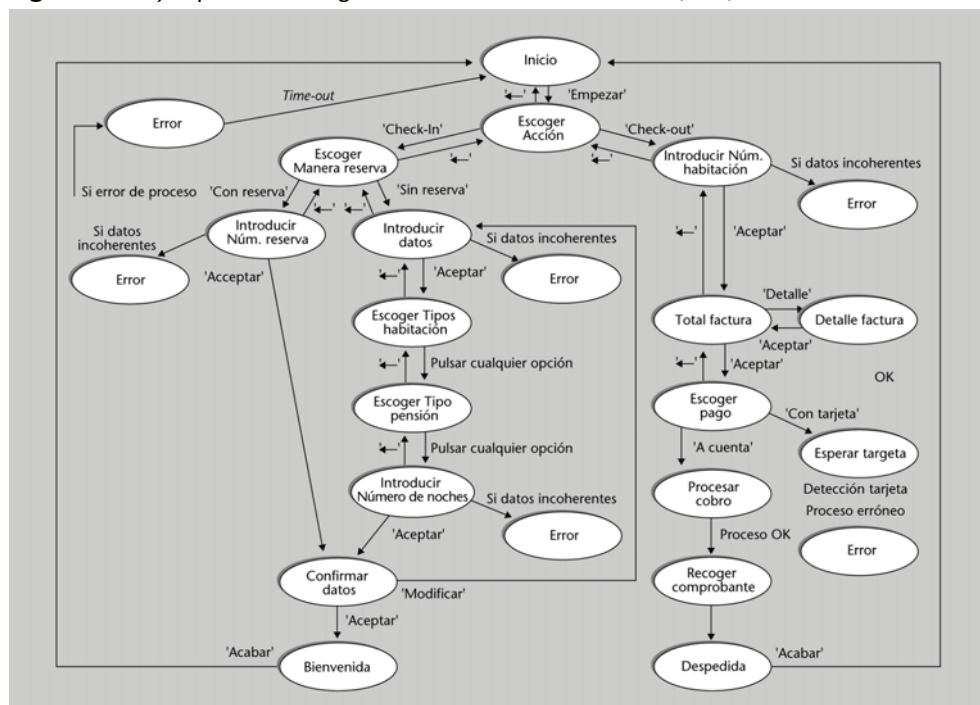 Inicio
'←'
'Empezar'
Time-out
Error
Escoger
Acción
'Check-In'
'Check-out'
Escoger
Manera reserva
'←'
'←'
Introducir Núm.
habitación
Si datos incoherentes
Error
Si error de proceso
'Con reserva'
'←'
'←'
'Sin reserva'
Introducir
Núm. reserva
Introducir
datos
Si datos
incoherentes
Error
'Acceptar'
Si datos incoherentes
Error
'←'
'Aceptar'
'←'
'Aceptar'
Escoger Tipos
habitación
Total factura
'Detalle'
Detalle factura
'Aceptar'
'←'
Pulsar cualquier opción
'←'
'Aceptar'
OK
Escoger Tipo
pensión
Escoger
pago
'Con tarjeta'
Esperar targeta
'←'
Pulsar cualquier opción
'A cuenta'
Introducir
Número de noches
Si datos incoherentes
Error
Procesar
cobro
Detección tarjeta
Proceso erróneo
Error
'Aceptar'
Proceso OK
Confirmar
datos
'Modificar'
Recoger
comprobante
'Aceptar'
'Acabar'
Bienvenida
Despedida
'Acabar'